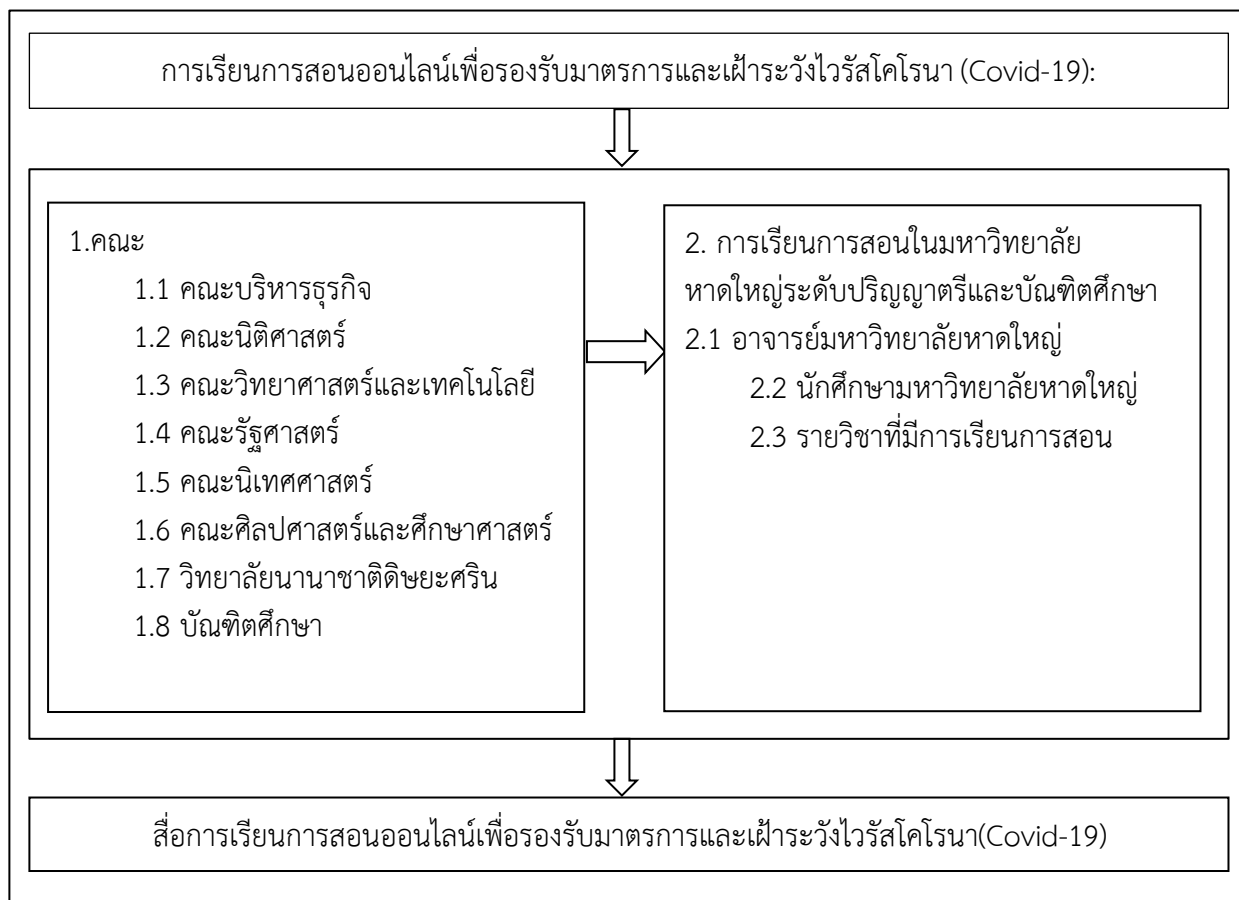 การเรียนการสอนออนไลน์เพื่อรองรับมาตรการและเฝ้าระวังไวรัสโคโรนา (Covid-19):
1.คณะ
1.1 คณะบริหารธุรกิจ
1.2 คณะนิติศาสตร์
1.3 คณะวิทยาศาสตร์และเทคโนโลยี
1.4 คณะรัฐศาสตร์
1.5 คณะนิเทศศาสตร์
1.6 คณะศิลปศาสตร์และศึกษาศาสตร์
1.7 วิทยาลัยนานาชาติดิษยะศริน
1.8 บัณฑิตศึกษา
2. การเรียนการสอนในมหาวิทยาลัย
หาดใหญ่ระดับปริญญาตรีและบัณฑิตศึกษา
2.1 อาจารย์มหาวิทยาลัยหาดใหญ่
2.2 นักศึกษามหาวิทยาลัยหาดใหญ่
2.3 รายวิชาที่มีการเรียนการสอน
สื่อการเรียนการสอนออนไลน์เพื่อรองรับมาตรการและเฝ้าระวังไวรัสโคโรนา(Covid-19)